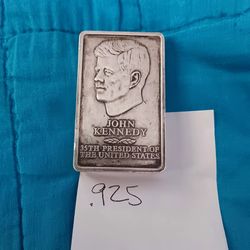 JOHN
KENNEDY
35TH PRESIDENT OF
THE UNITED STATES
.925